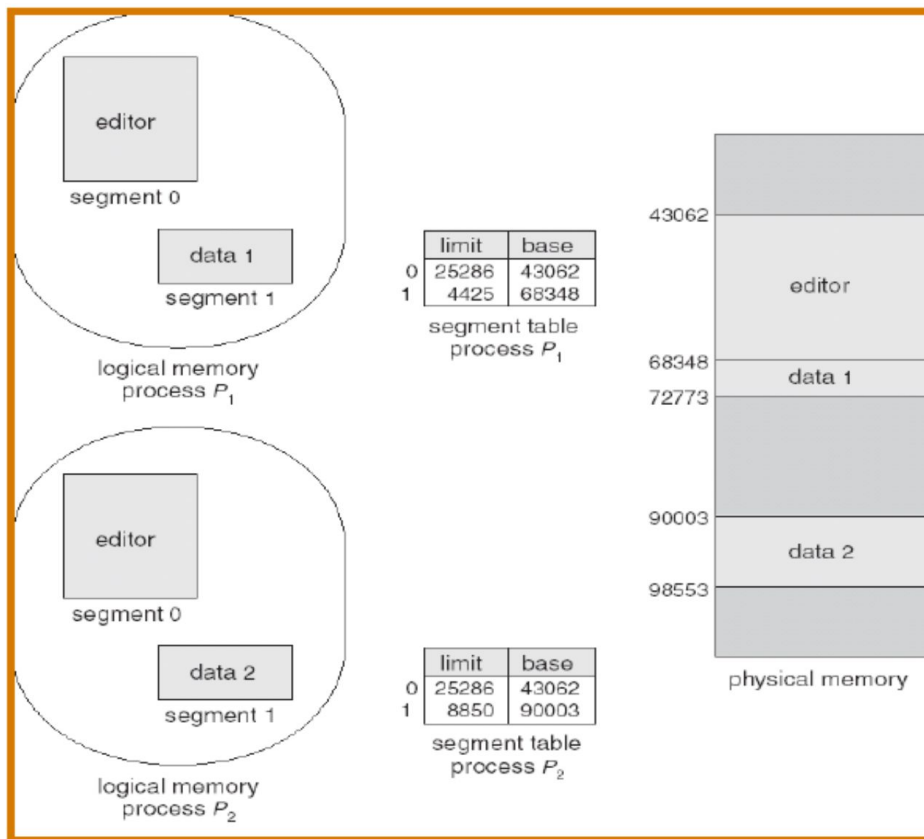 editor
segment 0
data 1
segment 1
logical memory
process P1
limit base
0 25286 43062
1 4425 68348
segment table
process P1
editor
segment 0
data 2
segment 1
logical memory
process P2
limit base
0 25286 43062
1 8850 90003
segment table
process P2
43062
editor
68348
data 1
72773
90003
data 2
98553
physical memory